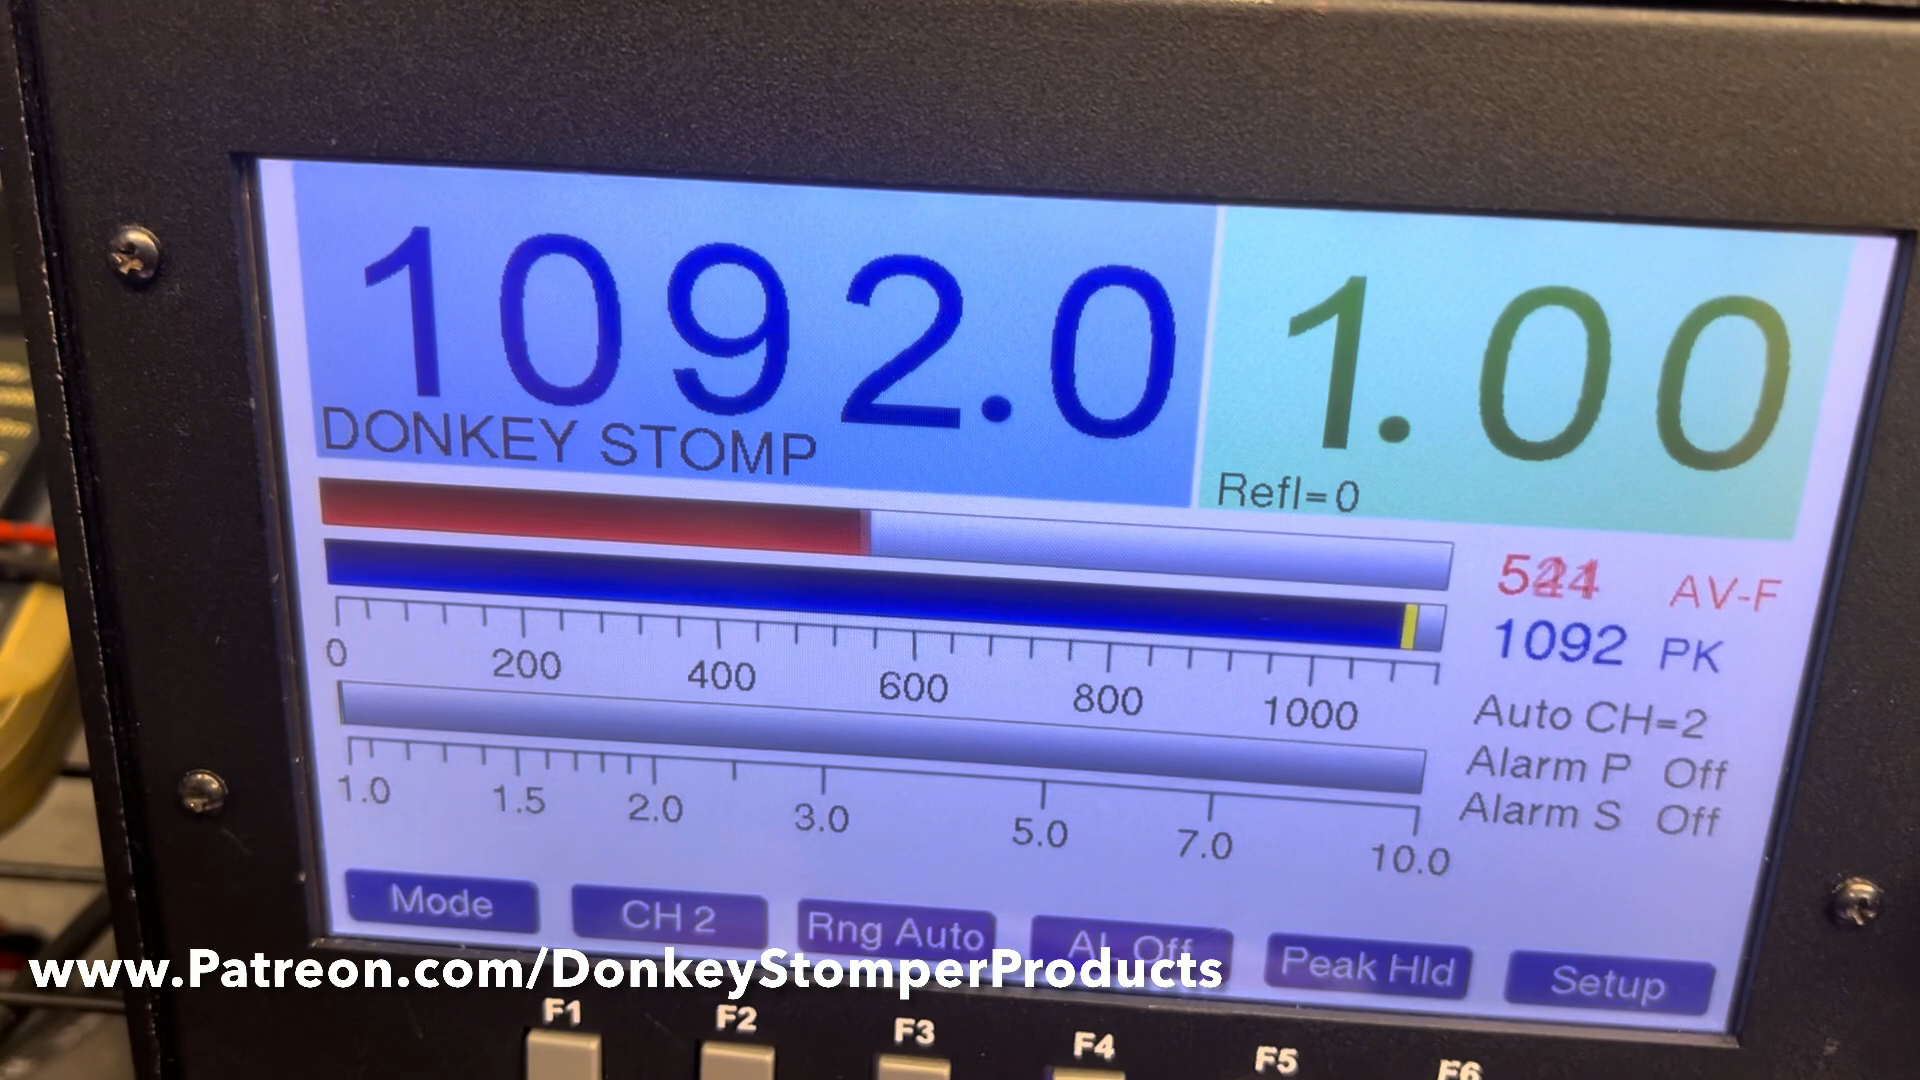 1092.0
1.00
DONKEY STOMP
Refl=0
AV-F
1092 PK
0 200 400 600 800 1000
Auto CH=2
Alarm P Off
Alarm S Off
1.0 1.5 2.0 3.0 5.0 7.0 10.0
Mode CH 2 Rng Auto AL Off Peak Hld Setup
www.Patreon.com/DonkeyStomperProducts
F1 F2 F3 F4 F5 F6